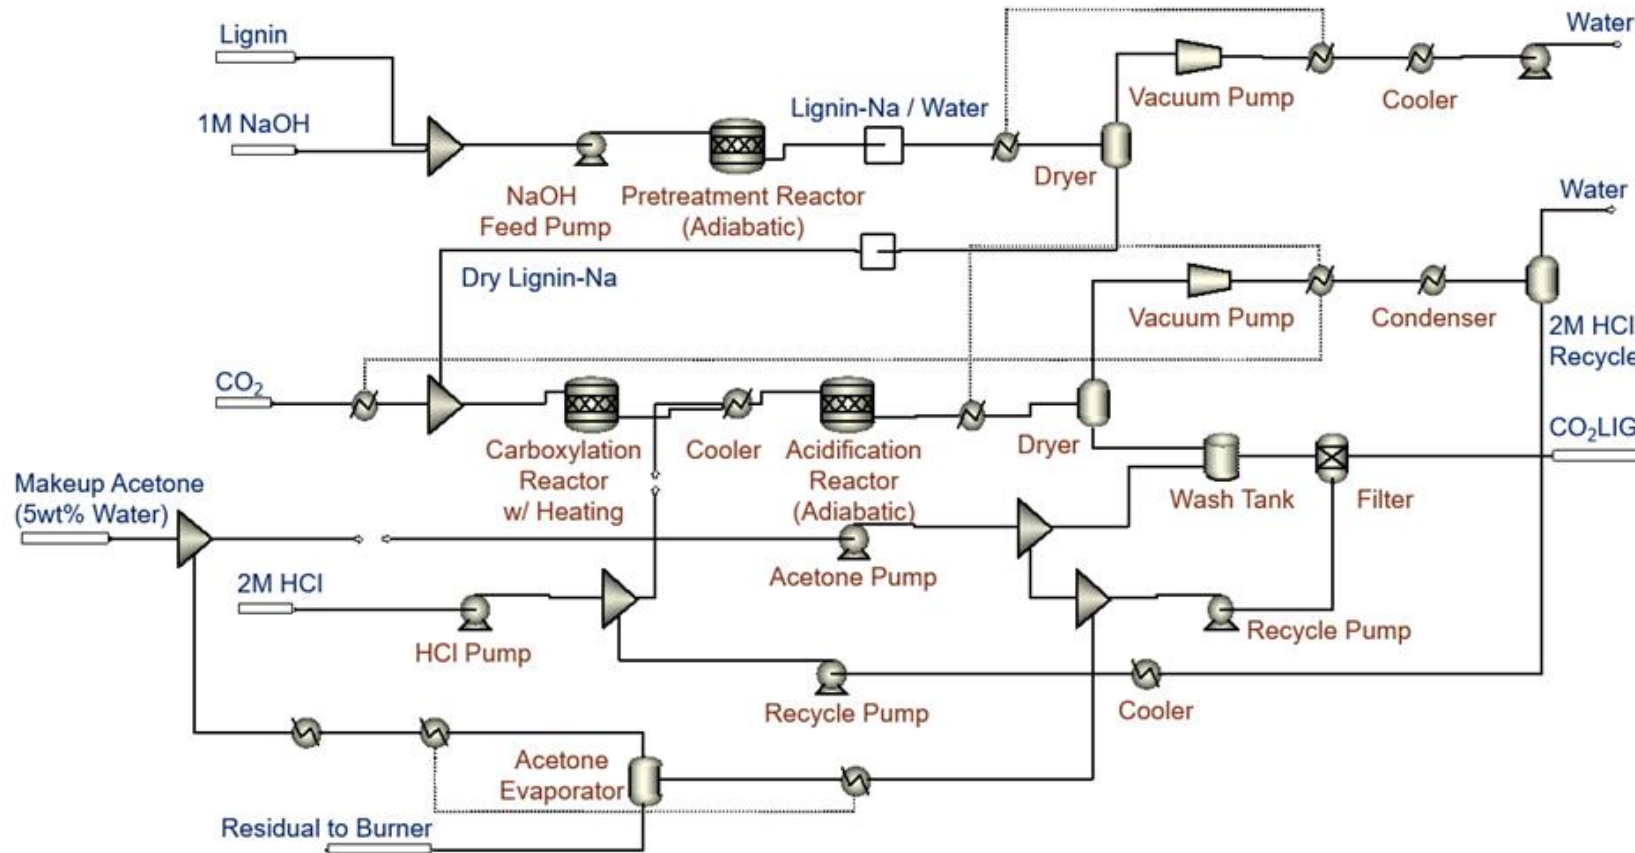 Lignin
Water
Vacuum Pump
Cooler
1M NaOH
Lignin-Na / Water
Dryer
NaOH
Feed Pump
Pretreatment Reactor
(Adiabatic)
Water
Dry Lignin-Na
Vacuum Pump
Condenser
2M HCl
Recycle
CO₂
Carboxylation
Reactor
w/ Heating
Cooler
Acidification
Reactor
(Adiabatic)
Dryer
CO₂LIG
Wash Tank
Filter
Makeup Acetone
(5wt% Water)
Acetone Pump
2M HCl
HCl Pump
Recycle Pump
Recycle Pump
Cooler
Acetone
Evaporator
Residual to Burner